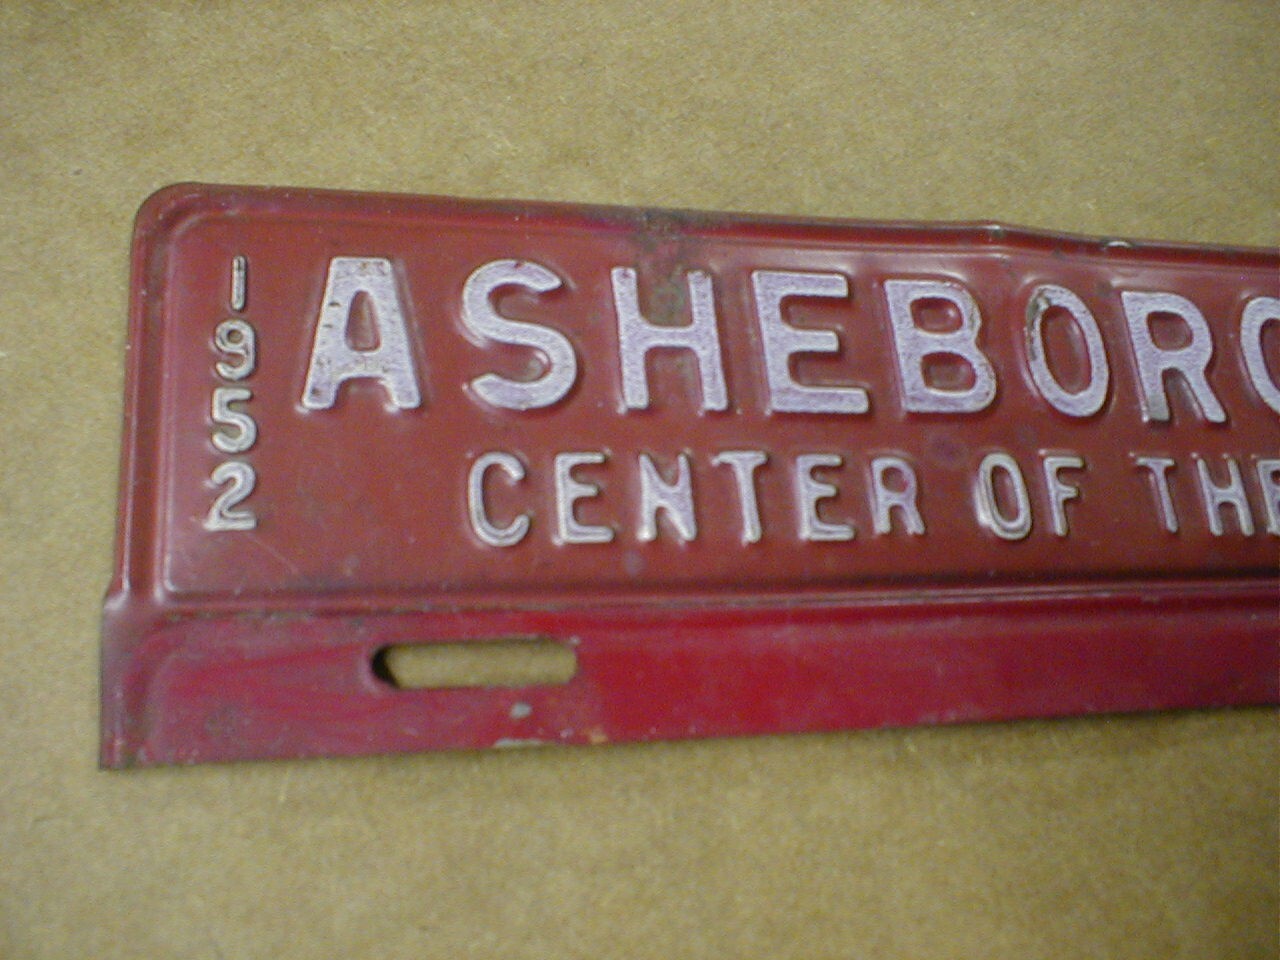 1952
ASHEBORO
CENTER OF THE